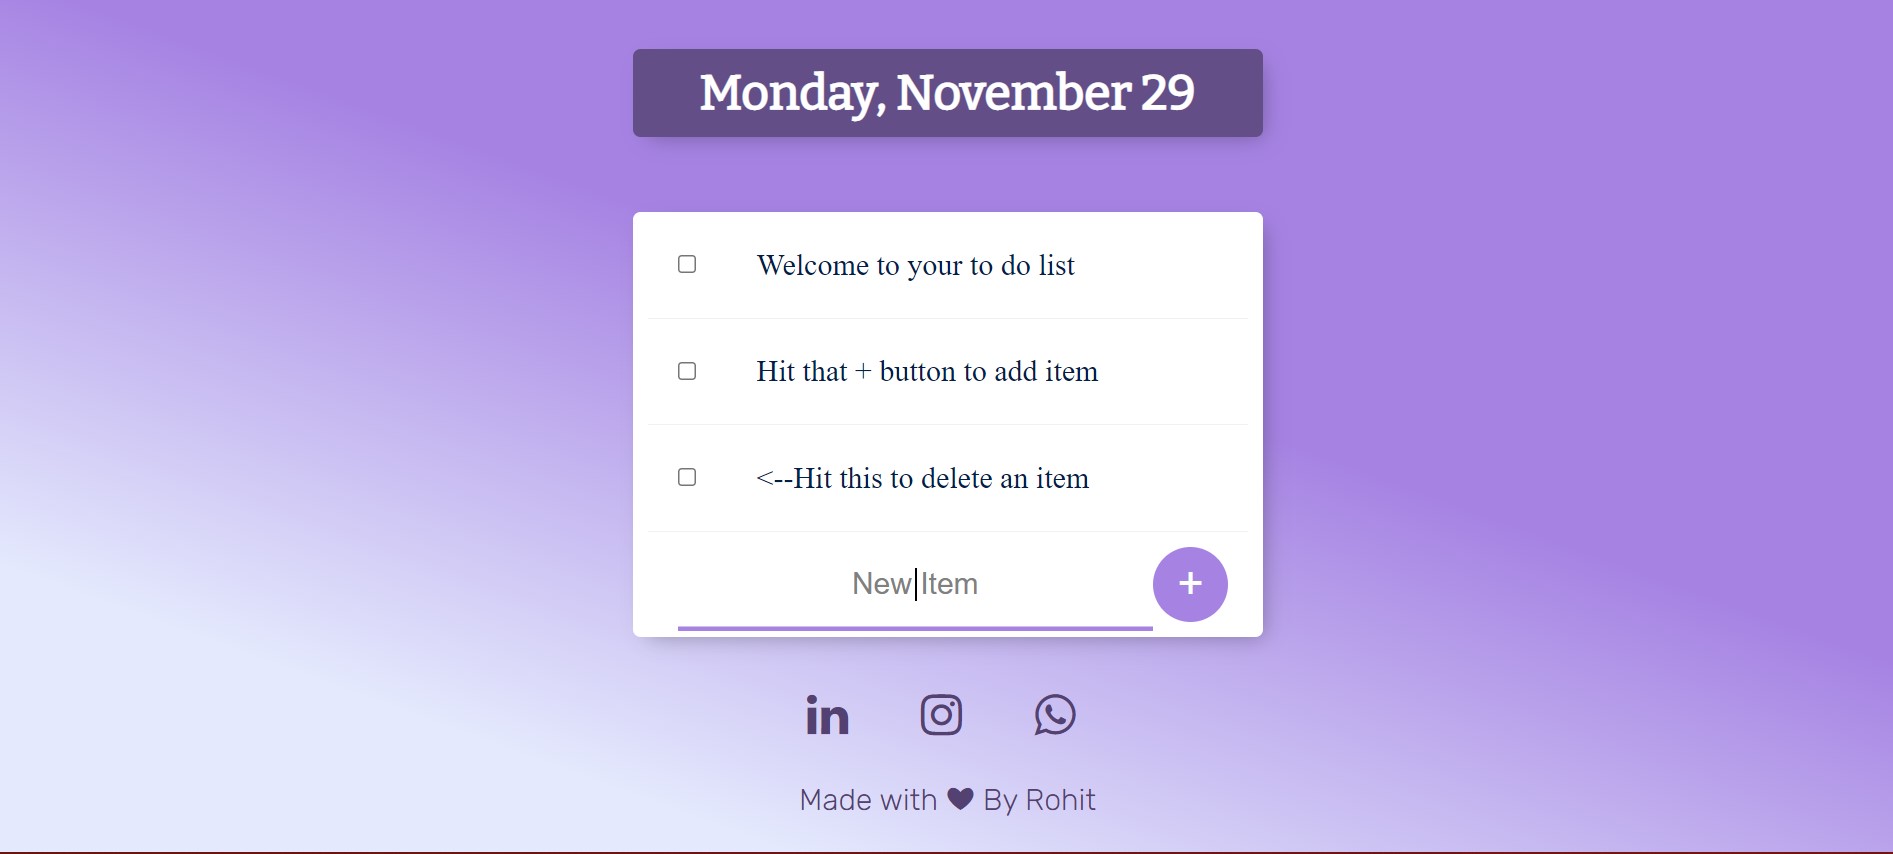 Monday, November 29
Welcome to your to do list
Hit that + button to add item
<--Hit this to delete an item
New Item
+
in
Made with ♥ By Rohit